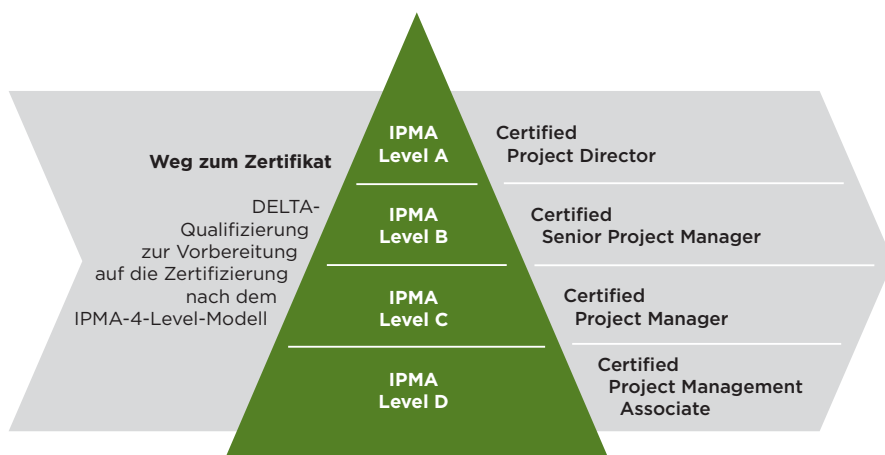 Weg zum Zertifikat
DELTA-
Qualifizierung
zur Vorbereitung
auf die Zertifizierung
nach dem
IPMA-4-Level-Modell
IPMA
Level A
Certified
Project Director
IPMA
Level B
Certified
Senior Project Manager
IPMA
Level C
Certified
Project Manager
IPMA
Level D
Certified
Project Management
Associate